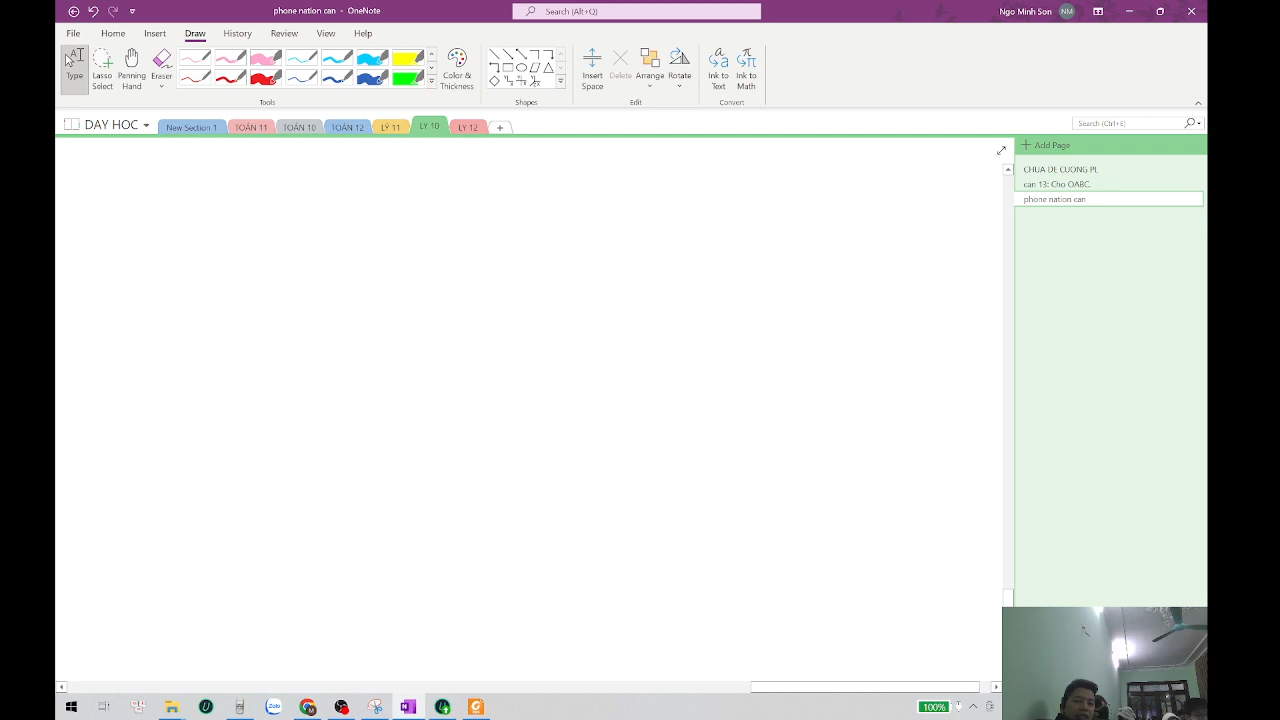 phone nation can - OneNote
Search (Alt+Q)
Ngo Minh Son NM
File Home Insert Draw History Review View Help
Type
Lasso Select
Panning Hand
Eraser
Color & Thickness
Insert Space
Delete
Arrange
Rotate
Ink to Text
Ink to Math
Tools Shapes Edit Convert
DAY HOC New Section 1 TOÁN 11 TOÁN 10 TOÁN 12 LÝ 11 LY 10 LY 12
Search (Ctrl+E)
Add Page
CHUA DE CUONG PL
can 13: Cho OABC.
phone nation can
Zalo
100%